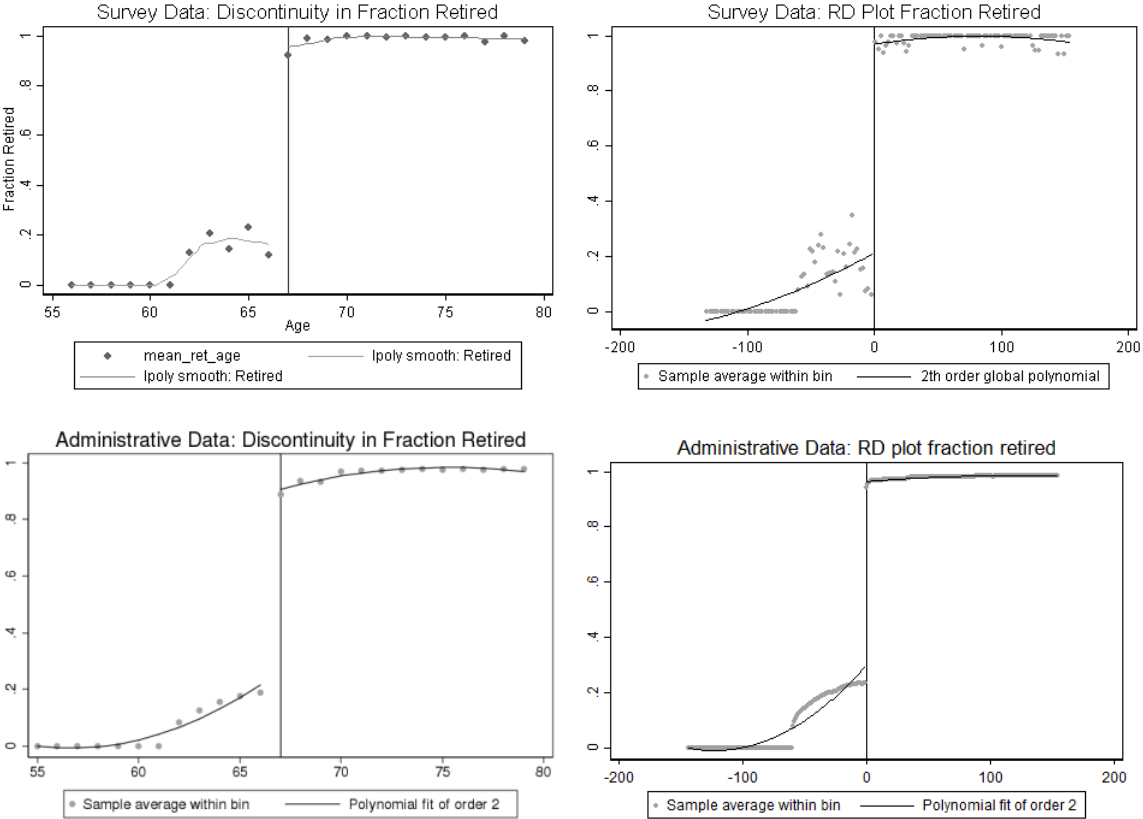 Survey Data: Discontinuity in Fraction Retired
Fraction Retired
1
.8
.6
.4
.2
0
55 60 65 70 75 80
Age
mean_ret_age lpoly smooth: Retired
lpoly smooth: Retired
Survey Data: RD Plot Fraction Retired
1
.8
.6
.4
.2
0
-200 -100 0 100 200
Sample average within bin 2th order global polynomial
Administrative Data: Discontinuity in Fraction Retired
1
.8
.6
.4
.2
0
55 60 65 70 75 80
Sample average within bin Polynomial fit of order 2
Administrative Data: RD plot fraction retired
1
.8
.6
.4
.2
0
-200 -100 0 100 200
Sample average within bin Polynomial fit of order 2